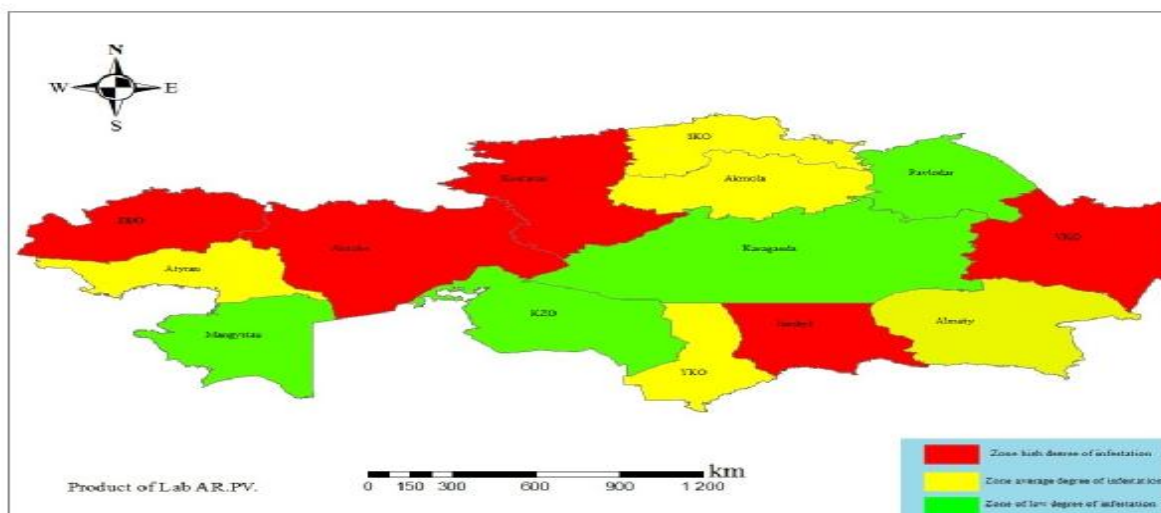 N
W E
S
SKO
Akmola
Pavlodar
Kostanai
ZKO
Aktobe
Karaganda
VKO
Atyrau
Mangystau
KZO
Jambyl
Almaty
YKO
km
0 150 300 600 900 1 200
Product of Lab AR.PV.
Zone high degree of infestation
Zone average degree of infestation
Zone of low degree of infestation